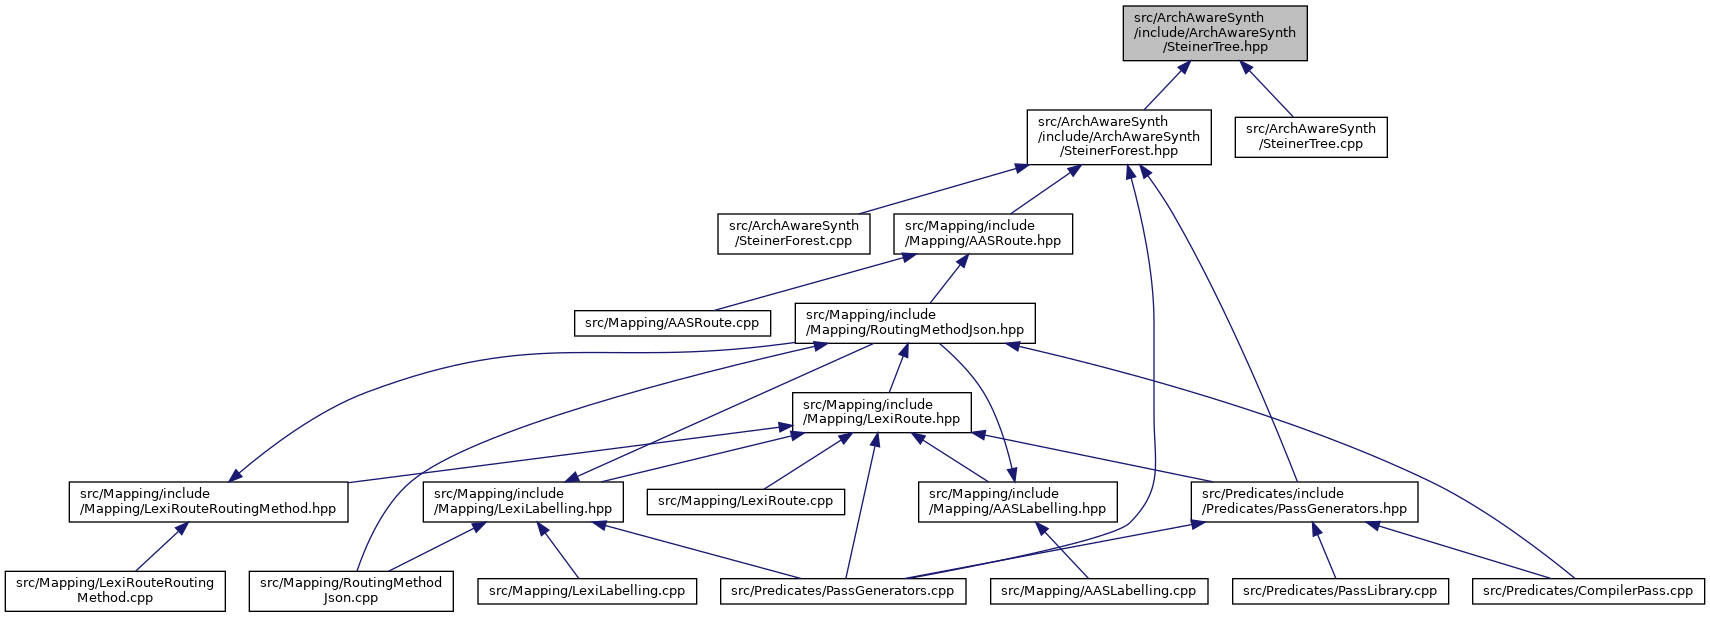 src/ArchAwareSynth
/include/ArchAwareSynth
/SteinerTree.hpp
src/ArchAwareSynth
/include/ArchAwareSynth
/SteinerForest.hpp
src/ArchAwareSynth
/SteinerTree.cpp
src/ArchAwareSynth
/SteinerForest.cpp
src/Mapping/include
/Mapping/AASRoute.hpp
src/Mapping/AASRoute.cpp
src/Mapping/include
/Mapping/RoutingMethodJson.hpp
src/Mapping/include
/Mapping/LexiRoute.hpp
src/Mapping/include
/Mapping/LexiRouteRoutingMethod.hpp
src/Mapping/include
/Mapping/LexiLabelling.hpp
src/Mapping/LexiRoute.cpp
src/Mapping/include
/Mapping/AASLabelling.hpp
src/Predicates/include
/Predicates/PassGenerators.hpp
src/Mapping/LexiRouteRouting
Method.cpp
src/Mapping/RoutingMethod
Json.cpp
src/Mapping/LexiLabelling.cpp
src/Predicates/PassGenerators.cpp
src/Mapping/AASLabelling.cpp
src/Predicates/PassLibrary.cpp
src/Predicates/CompilerPass.cpp